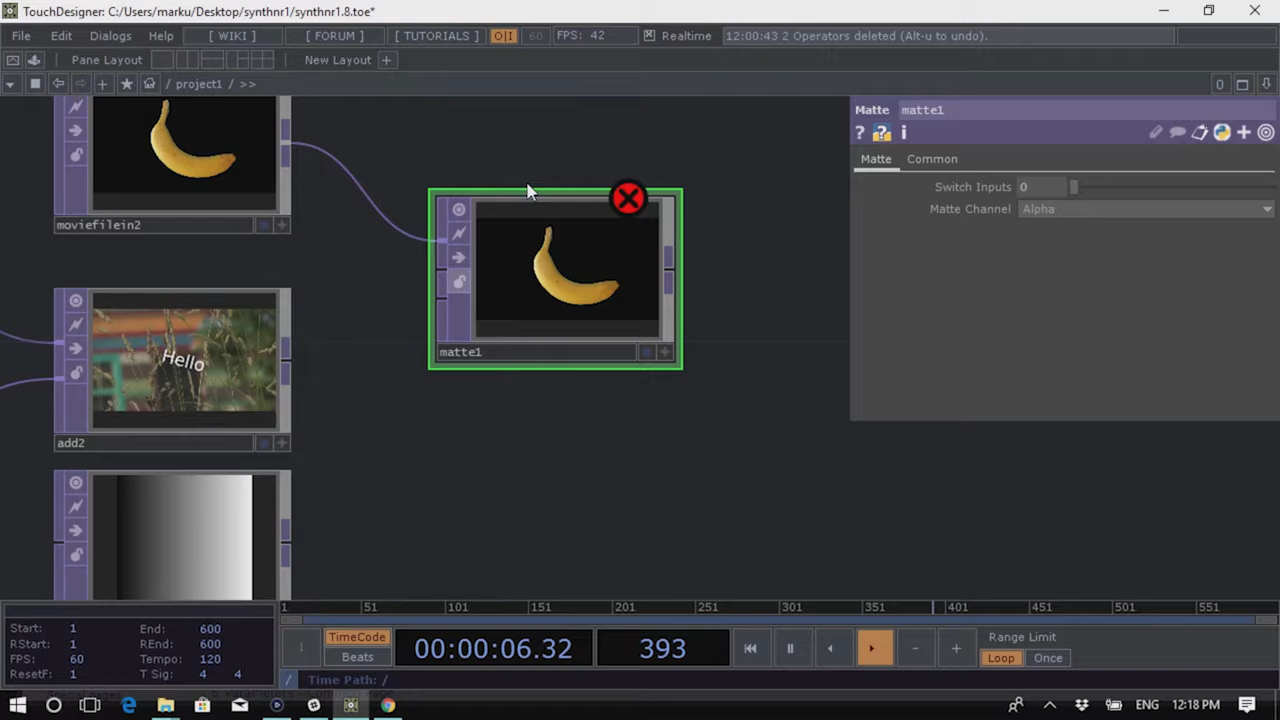 TouchDesigner: C:/Users/marku/Desktop/synthnr1/synthnr1.8.toe*
File Edit Dialogs Help [ WIKI ] [ FORUM ] [ TUTORIALS ] O|I 60 FPS: 42 Realtime 12:00:43 2 Operators deleted (Alt-u to undo).
Pane Layout New Layout +
/ project1 / >> 0
Matte matte1
? ? i
Matte Common
Switch Inputs 0
Matte Channel Alpha
moviefilein2
matte1
Hello
add2
1 51 101 151 201 251 301 351 401 451 501 551
Start: 1 End: 600
RStart: 1 REnd: 600
FPS: 60 Tempo: 120
ResetF: 1 T Sig: 4 4
TimeCode
Beats
00:00:06.32 393
Range Limit
Loop Once
/ Time Path: /
ENG 12:18 PM